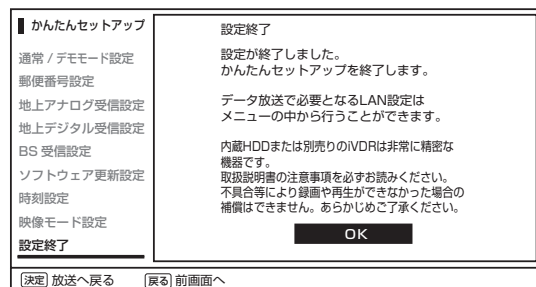 かんたんセットアップ
通常 / デモモード設定
郵便番号設定
地上アナログ受信設定
地上デジタル受信設定
BS 受信設定
ソフトウェア更新設定
時刻設定
映像モード設定
設定終了
設定終了
設定が終了しました。
かんたんセットアップを終了します。
データ放送で必要となるLAN設定は
メニューの中から行うことができます。
内蔵HDDまたは別売りのiVDRは非常に精密な
機器です。
取扱説明書の注意事項を必ずお読みください。
不具合等により録画や再生ができなかった場合の
補償はできません。あらかじめご了承ください。
OK
決定 放送へ戻る 戻る 前画面へ